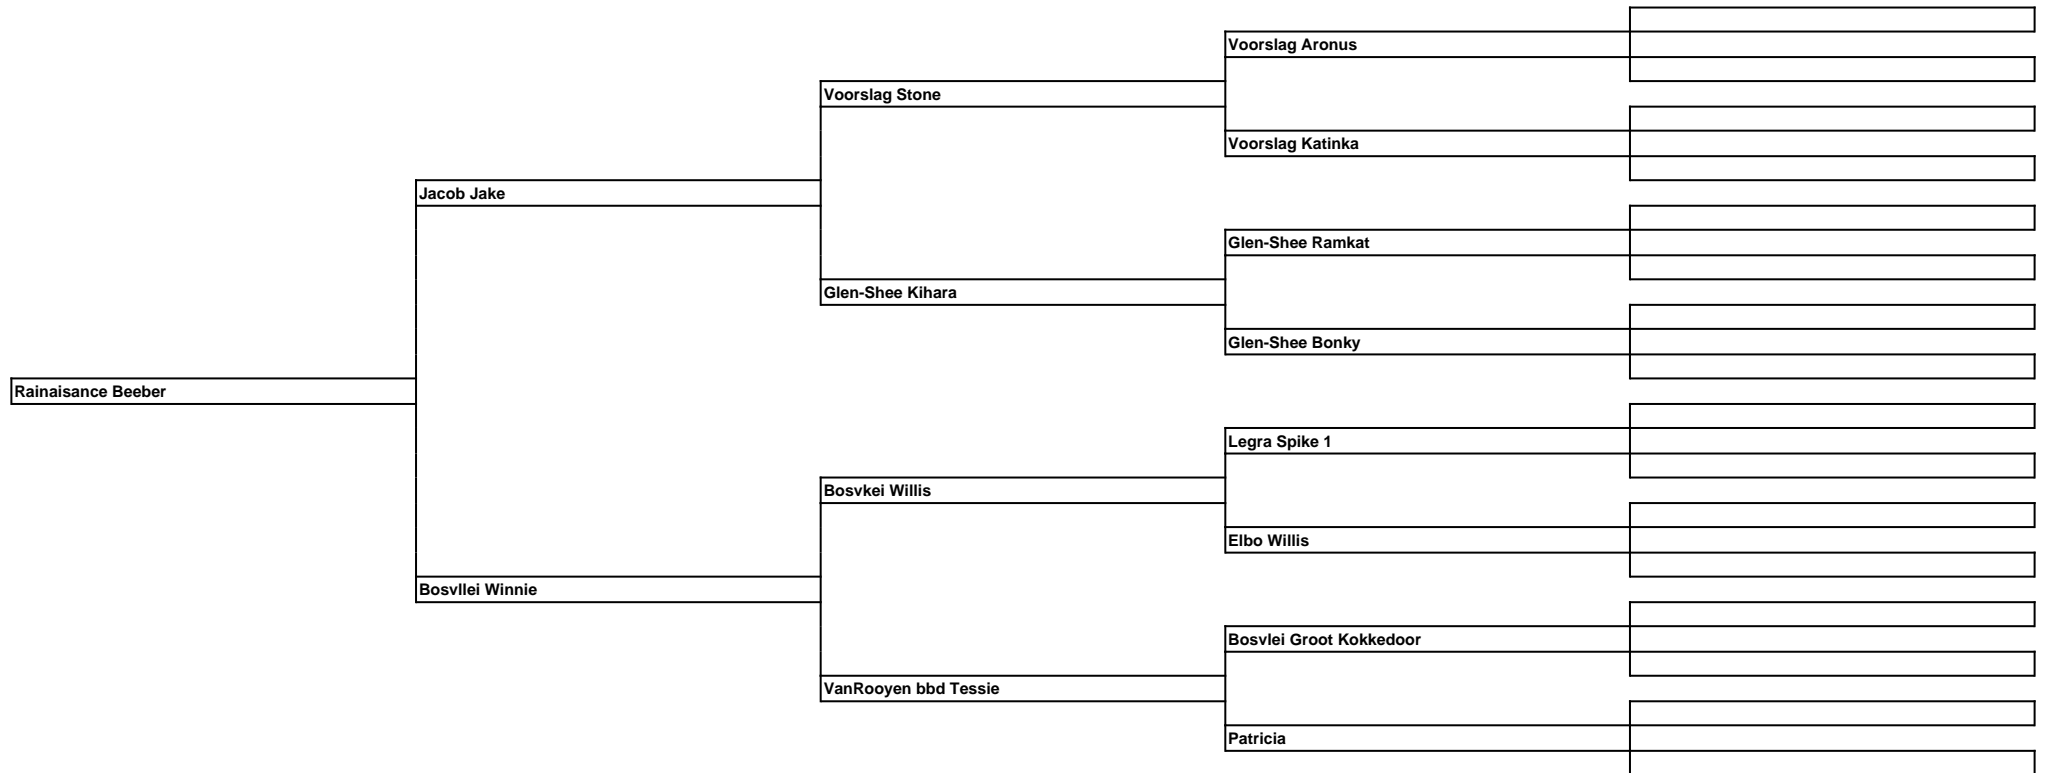 Voorslag Aronus
Voorslag Stone
Voorslag Katinka
Jacob Jake
Glen-Shee Ramkat
Glen-Shee Kihara
Glen-Shee Bonky
Rainaisance Beeber
Legra Spike 1
Bosvkei Willis
Elbo Willis
Bosvllei Winnie
Bosvlei Groot Kokkedoor
VanRooyen bbd Tessie
Patricia